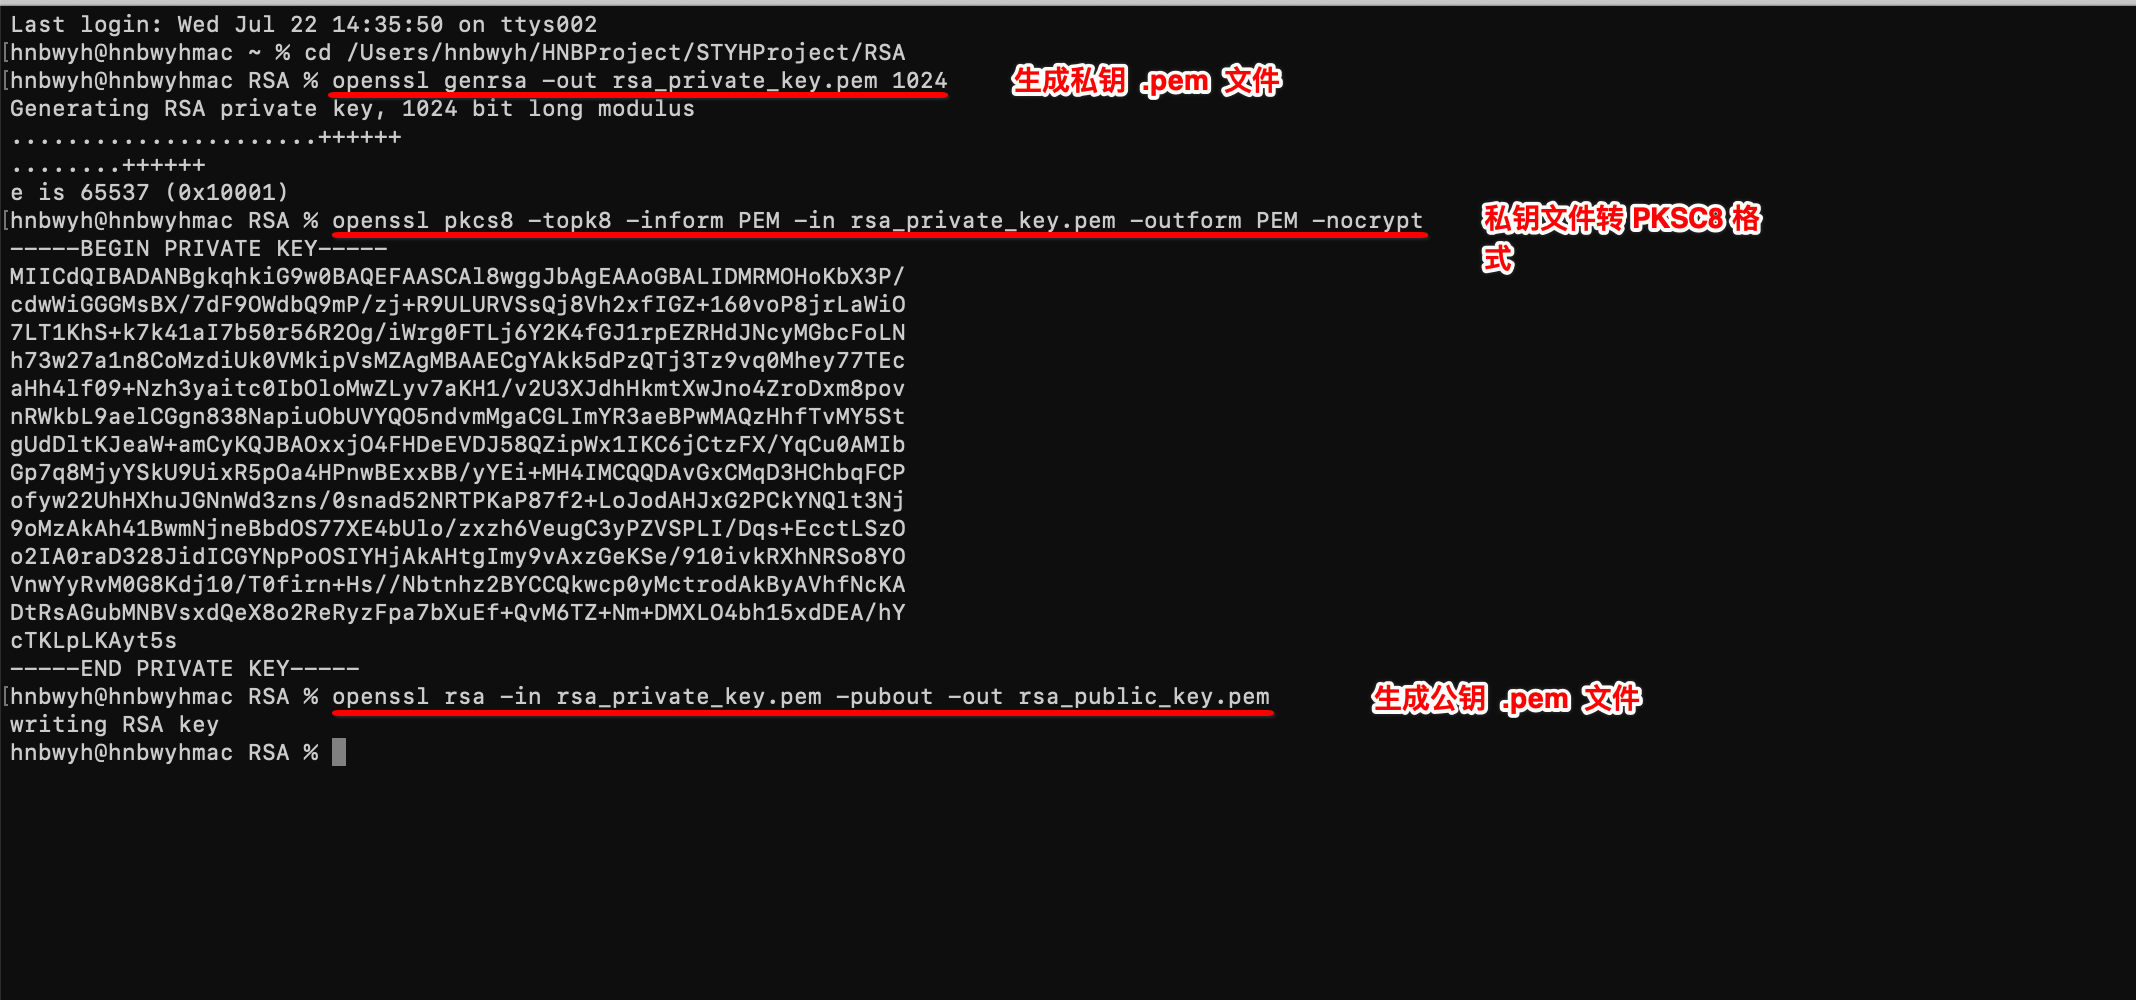 Last login: Wed Jul 22 14:35:50 on ttys002
[hnbwyh@hnbwyhmac ~ % cd /Users/hnbwyh/HNBProject/STYHProject/RSA
[hnbwyh@hnbwyhmac RSA % openssl genrsa -out rsa_private_key.pem 1024
生成私钥 .pem 文件
Generating RSA private key, 1024 bit long modulus
......................++++++
........++++++
e is 65537 (0x10001)
[hnbwyh@hnbwyhmac RSA % openssl pkcs8 -topk8 -inform PEM -in rsa_private_key.pem -outform PEM -nocrypt
私钥文件转 PKSC8 格
式
-----BEGIN PRIVATE KEY-----
MIICdQIBADANBgkqhkiG9w0BAQEFAASCAl8wggJbAgEAAoGBALIDMRMOHoKbX3P/
cdwWiGGGMsBX/7dF9OWdbQ9mP/zj+R9ULURVSsQj8Vh2xfIGZ+160voP8jrLaWiO
7LT1KhS+k7k41aI7b50r56R2Og/iWrg0FTLj6Y2K4fGJ1rpEZRHdJNcyMGbcFoLN
h73w27a1n8CoMzdiUk0VMkipVsMZAgMBAAECgYAkk5dPzQTj3Tz9vq0Mhey77TEc
aHh4lf09+Nzh3yaitc0IbOloMwZLyv7aKH1/v2U3XJdhHkmtXwJno4ZroDxm8pov
nRWkbL9aelCGgn838NapiuObUVYQO5ndvmMgaCGLImYR3aeBPwMAQzHhfTvMY5St
gUdDltKJeaW+amCyKQJBAOxxjO4FHDeEVDJ58QZipWx1IKC6jCtzFX/YqCu0AMIb
Gp7q8MjyYSkU9UixR5pOa4HPnwBExxBB/yYEi+MH4IMCQQDAvGxCMqD3HChbqFCP
ofyw22UhHXhuJGNnWd3zns/0snad52NRTPKaP87f2+LoJodAHJxG2PCkYNQlt3Nj
9oMzAkAh41BwmNjneBbdOS77XE4bUlo/zxzh6VeugC3yPZVSPLI/Dqs+EcctLSzO
o2IA0raD328JidICGYNpPoOSIYHjAkAHtgImy9vAxzGeKSe/910ivkRXhNRSo8YO
VnwYyRvM0G8Kdj10/T0firn+Hs//Nbtnhz2BYCCQkwcp0yMctrodAkByAVhfNcKA
DtRsAGubMNBVsxdQeX8o2ReRyzFpa7bXuEf+QvM6TZ+Nm+DMXLO4bh15xdDEA/hY
cTKLpLKAyt5s
-----END PRIVATE KEY-----
[hnbwyh@hnbwyhmac RSA % openssl rsa -in rsa_private_key.pem -pubout -out rsa_public_key.pem
生成公钥 .pem 文件
writing RSA key
hnbwyh@hnbwyhmac RSA %